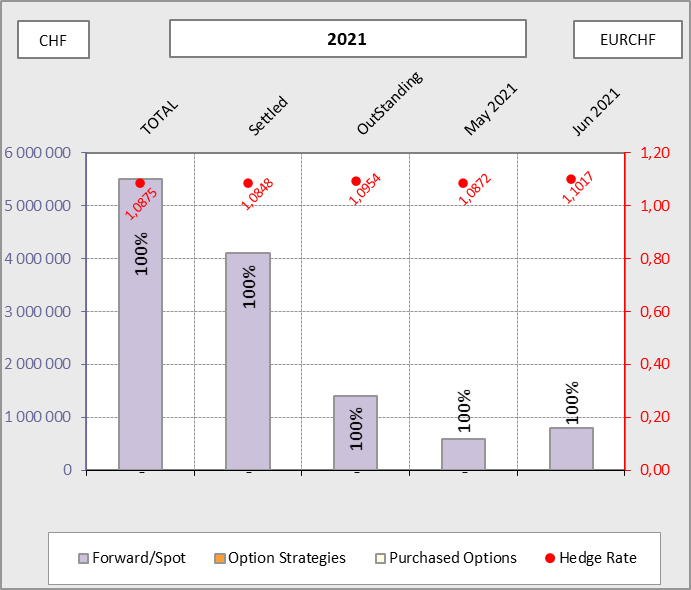 CHF
2021
EURCHF
TOTAL
Settled
OutStanding
May 2021
Jun 2021
6 000 000
5 000 000
4 000 000
3 000 000
2 000 000
1 000 000
0
1,20
1,00
0,80
0,60
0,40
0,20
0,00
1,0875
1,0848
1,0954
1,0872
1,1017
100%
100%
100%
100%
100%
Forward/Spot
Option Strategies
Purchased Options
Hedge Rate